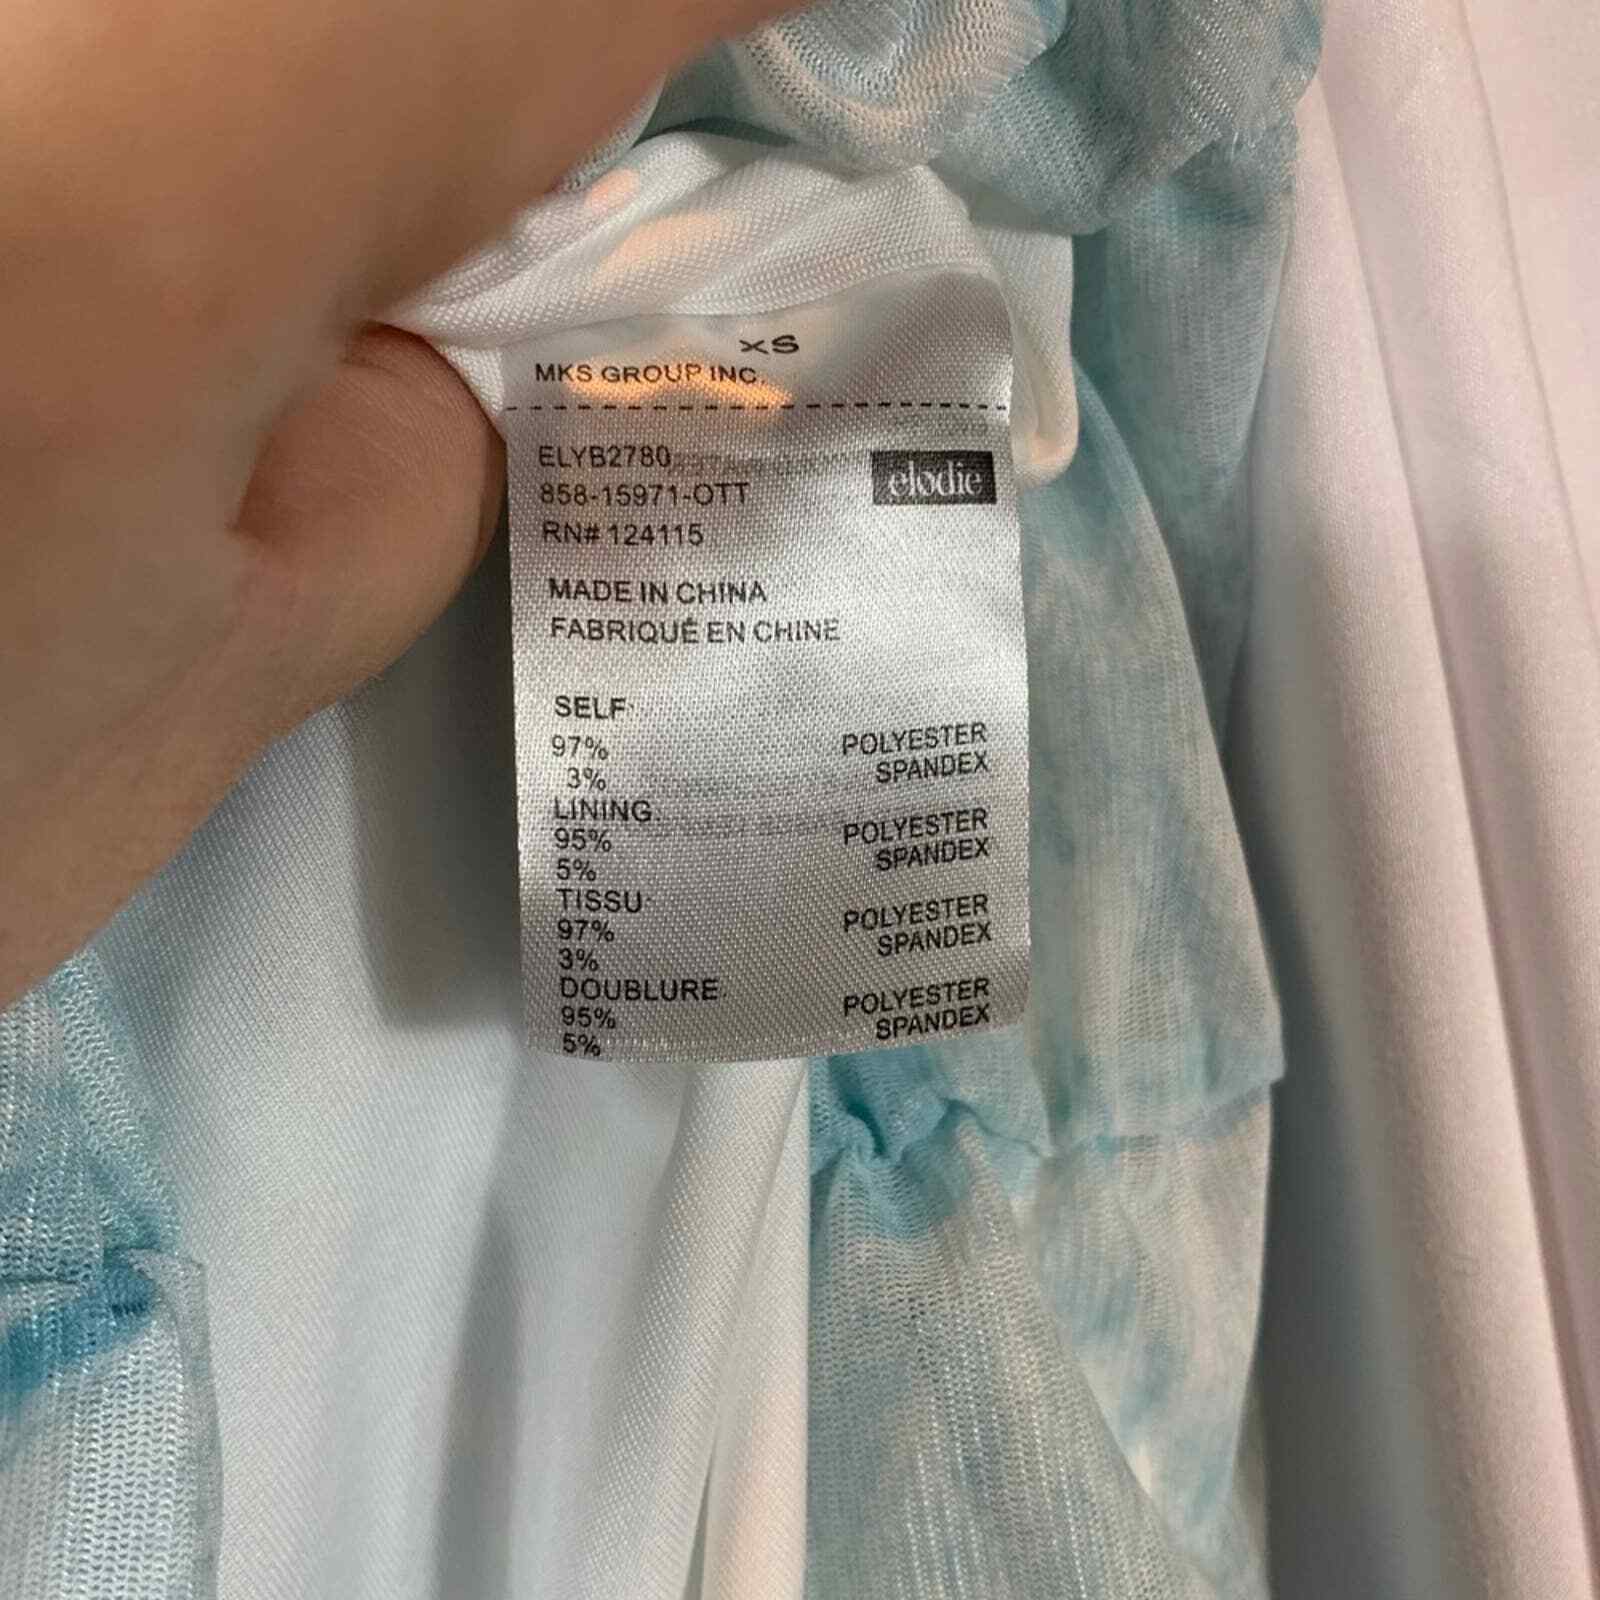 XS
MKS GROUP INC.
ELYB2780
elodie
858-15971-OTT
RN# 124115
MADE IN CHINA
FABRIQUÉ EN CHINE
SELF:
97% POLYESTER
3% SPANDEX
LINING:
95% POLYESTER
5% SPANDEX
TISSU:
97% POLYESTER
3% SPANDEX
DOUBLURE:
95% POLYESTER
5% SPANDEX